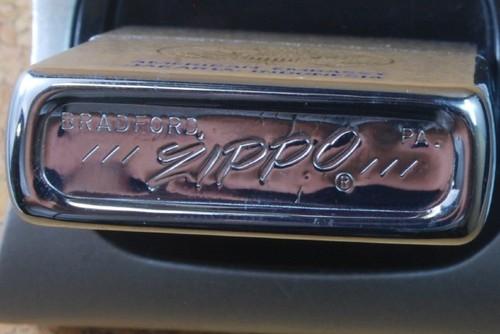 BRADFORD, PA.
/// ZIPPO ® ///